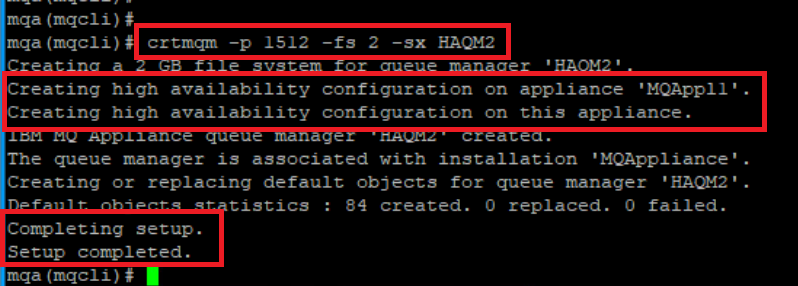 mqa(mqcli)#
mqa(mqcli)#
mqa(mqcli)# crtmqm -p 1512 -fs 2 -sx HAQM2
Creating a 2 GB file system for queue manager 'HAQM2'.
Creating high availability configuration on appliance 'MQAppl1'.
Creating high availability configuration on this appliance.
IBM MQ Appliance queue manager 'HAQM2' created.
The queue manager is associated with installation 'MQAppliance'.
Creating or replacing default objects for queue manager 'HAQM2'.
Default objects statistics : 84 created. 0 replaced. 0 failed.
Completing setup.
Setup completed.
mqa(mqcli)#